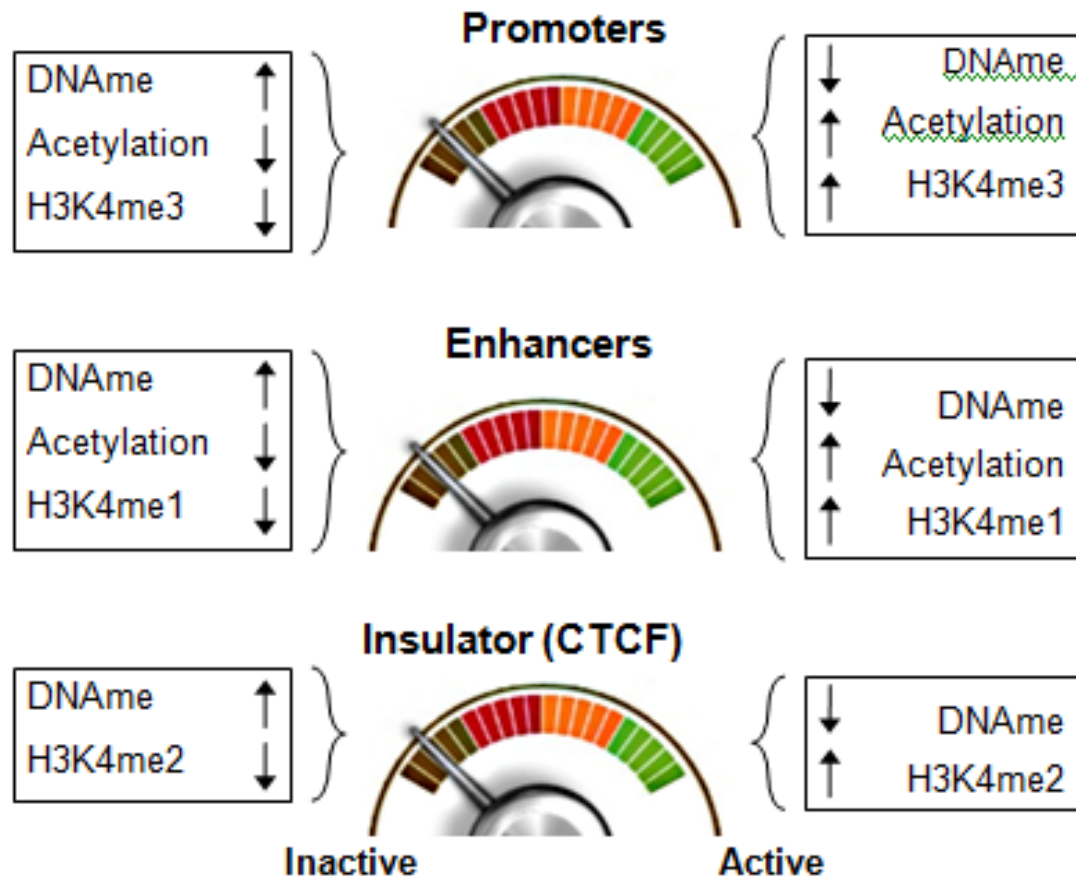 Promoters
DNAme ↑
Acetylation ↓
H3K4me3 ↓
↓ DNAme
↑ Acetylation
↑ H3K4me3
Enhancers
DNAme ↑
Acetylation ↓
H3K4me1 ↓
↓ DNAme
↑ Acetylation
↑ H3K4me1
Insulator (CTCF)
DNAme ↑
H3K4me2 ↓
↓ DNAme
↑ H3K4me2
Inactive
Active